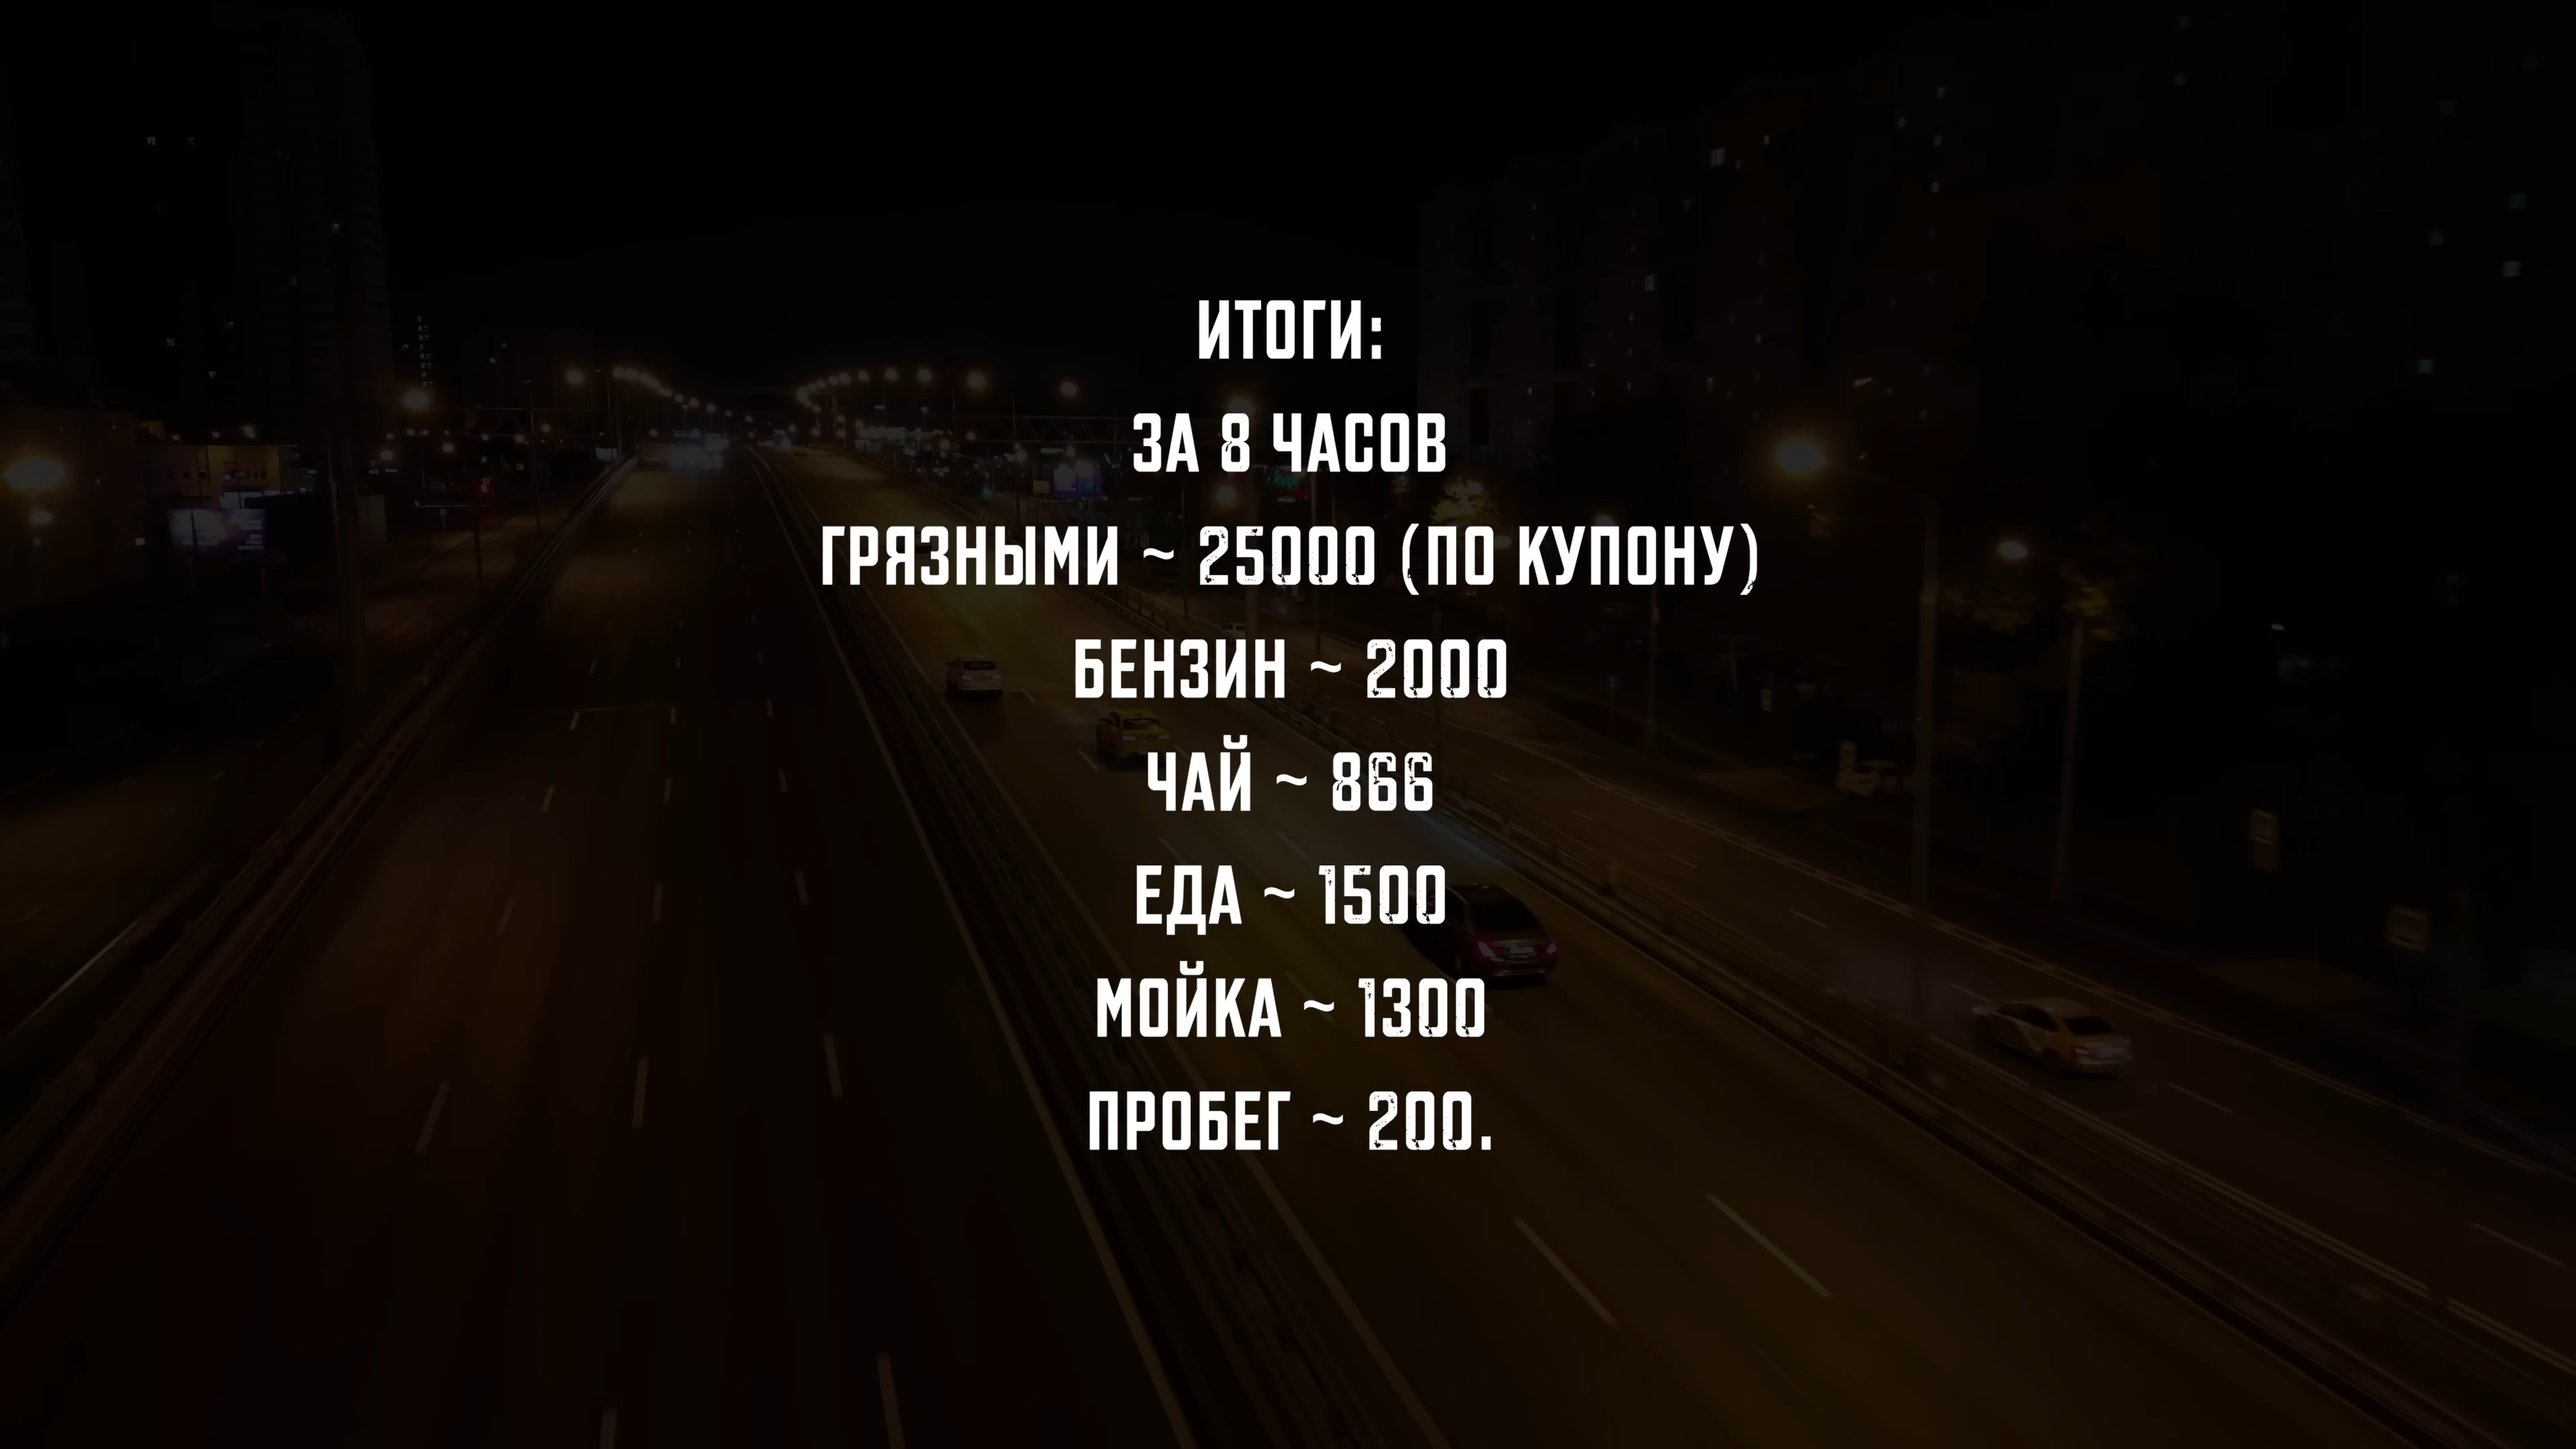 ИТОГИ:
ЗА 8 ЧАСОВ
ГРЯЗНЫМИ ~ 25000 (ПО КУПОНУ)
БЕНЗИН ~ 2000
ЧАЙ ~ 866
ЕДА ~ 1500
МОЙКА ~ 1300
ПРОБЕГ ~ 200.